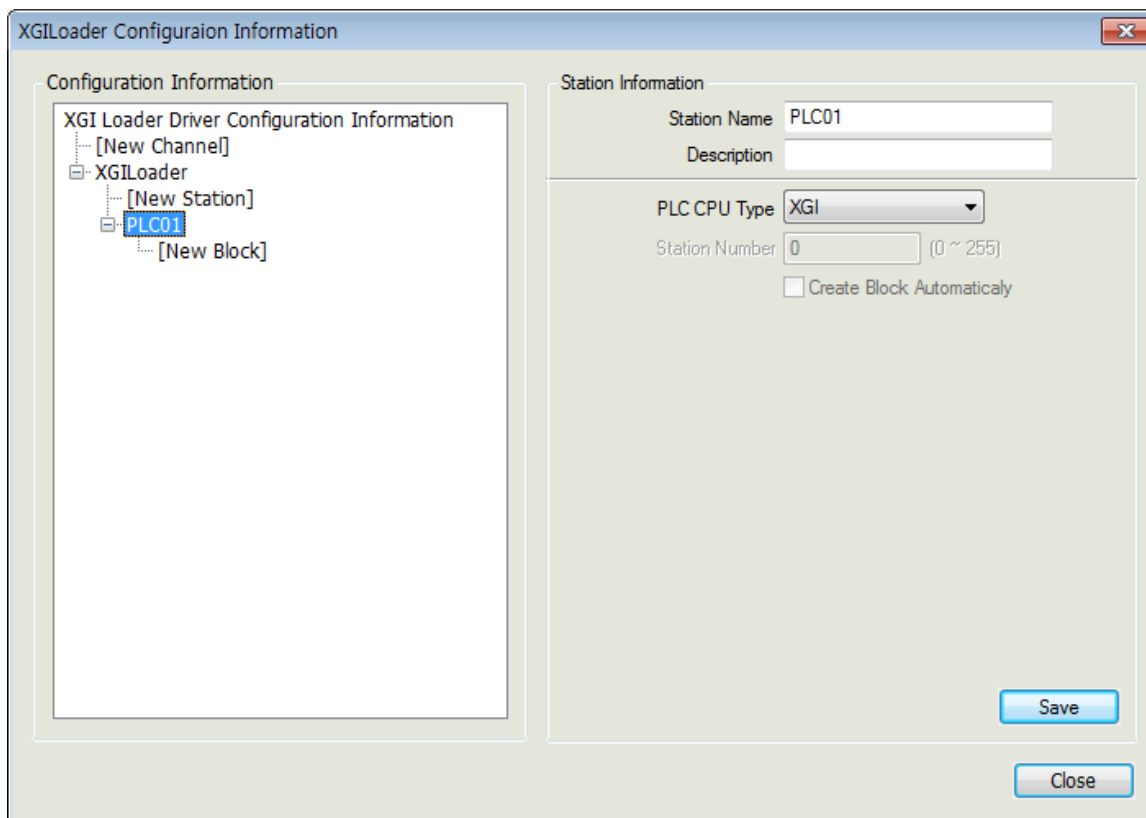 XGILoader Configuraion Information
Configuration Information
XGI Loader Driver Configuration Information
[New Channel]
XGILoader
[New Station]
PLC01
[New Block]
Station Information
Station Name PLC01
Description
PLC CPU Type XGI
Station Number 0 (0 ~ 255)
Create Block Automaticaly
Save
Close